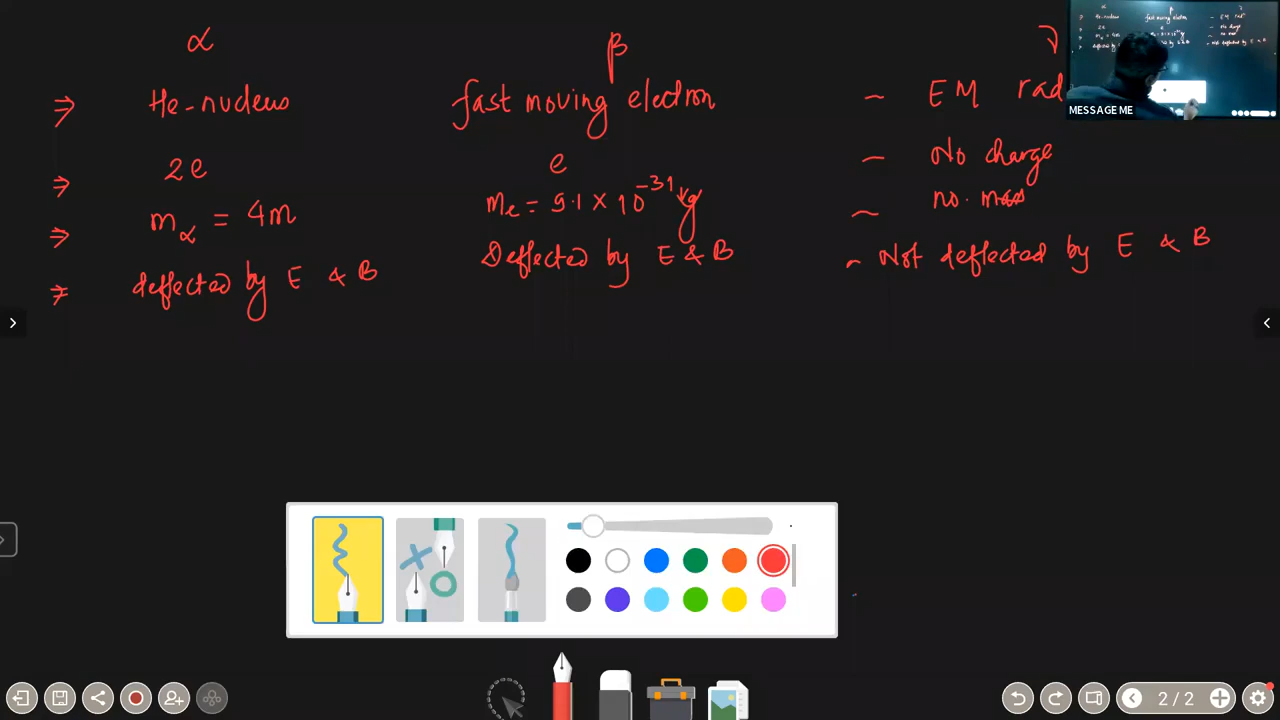 α β γ
⇒ He-nucleus fast moving electron – EM rad
⇒ 2e e – No charge
⇒ mα = 4m me = 9.1 × 10^-31 kg – no mass
⇒ deflected by E & B Deflected by E & B – Not deflected by E & B
MESSAGE ME
2/2